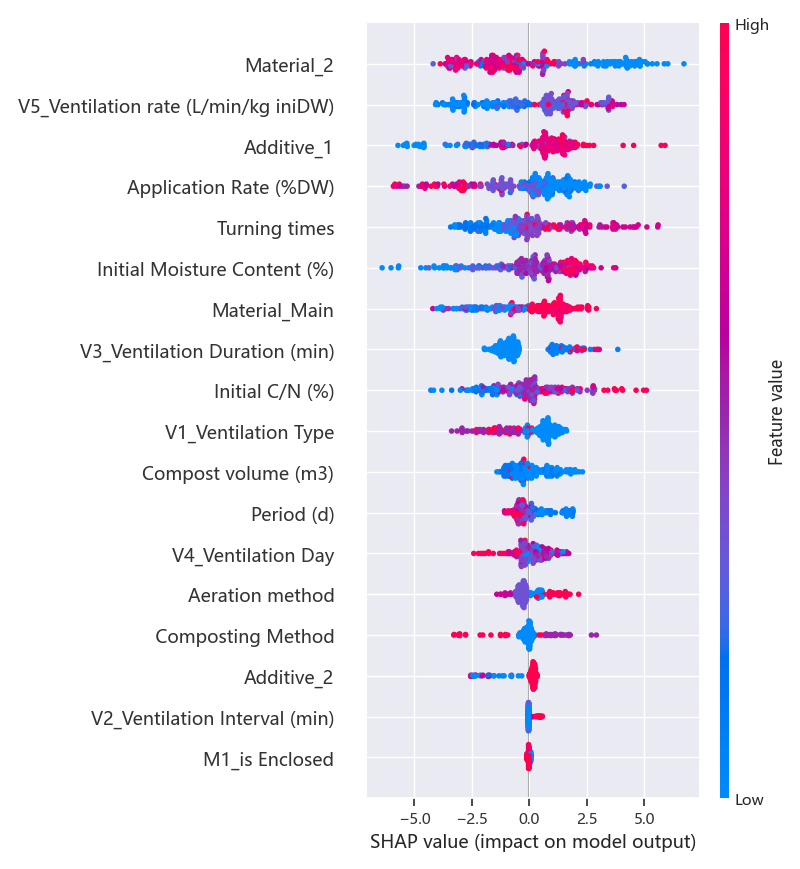 High
Material_2
V5_Ventilation rate (L/min/kg iniDW)
Additive_1
Application Rate (%DW)
Turning times
Initial Moisture Content (%)
Material_Main
V3_Ventilation Duration (min)
Initial C/N (%)
V1_Ventilation Type
Compost volume (m3)
Period (d)
V4_Ventilation Day
Aeration method
Composting Method
Additive_2
V2_Ventilation Interval (min)
M1_is Enclosed
Feature value
Low
−5.0 −2.5 0.0 2.5 5.0
SHAP value (impact on model output)